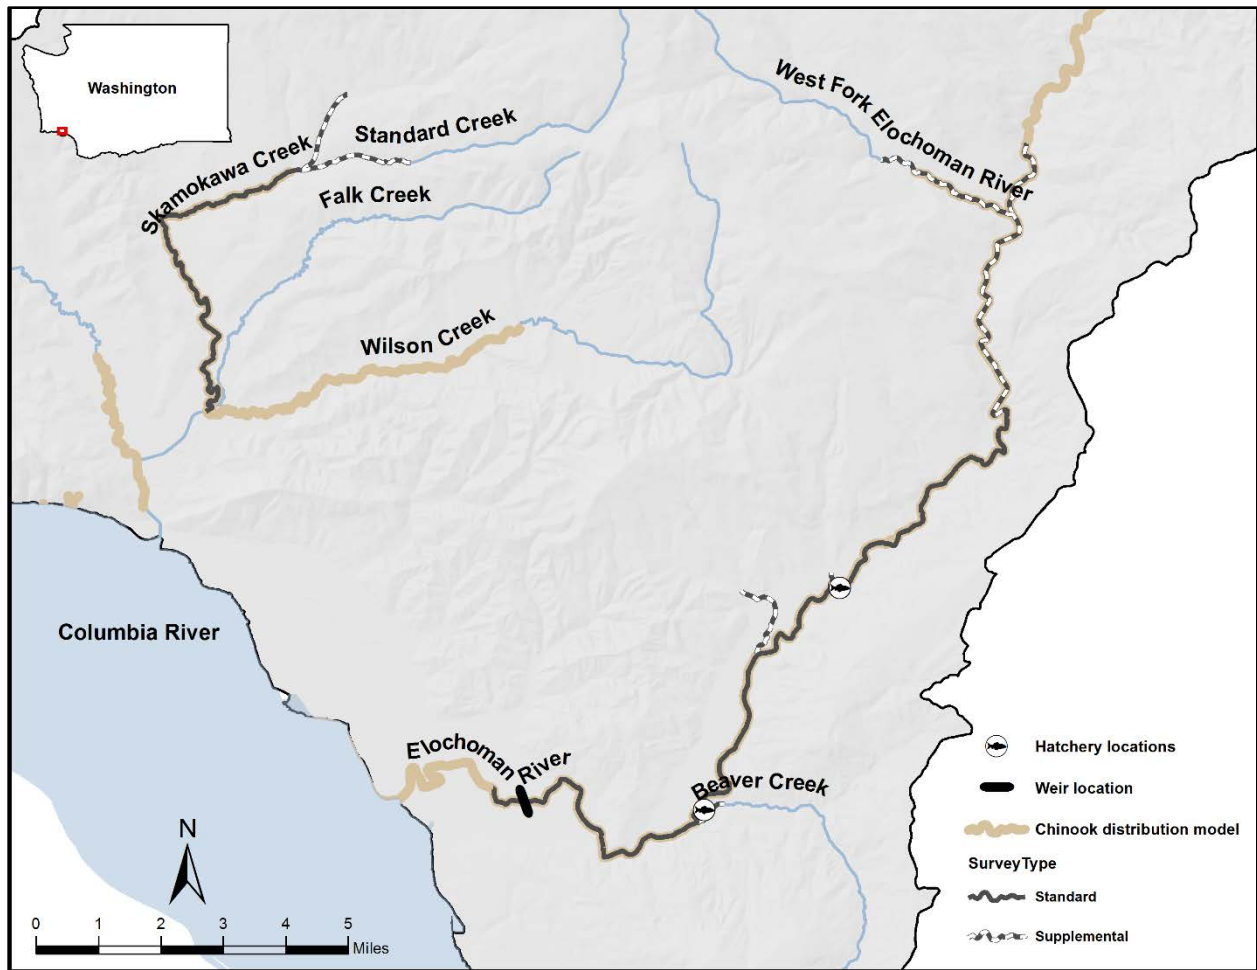 Washington
Skamokawa Creek
Standard Creek
Falk Creek
Wilson Creek
West Fork Elochoman River
Columbia River
Elochoman River
Beaver Creek
Hatchery locations
Weir location
Chinook distribution model
SurveyType
Standard
Supplemental
N
0 1 2 3 4 5
Miles